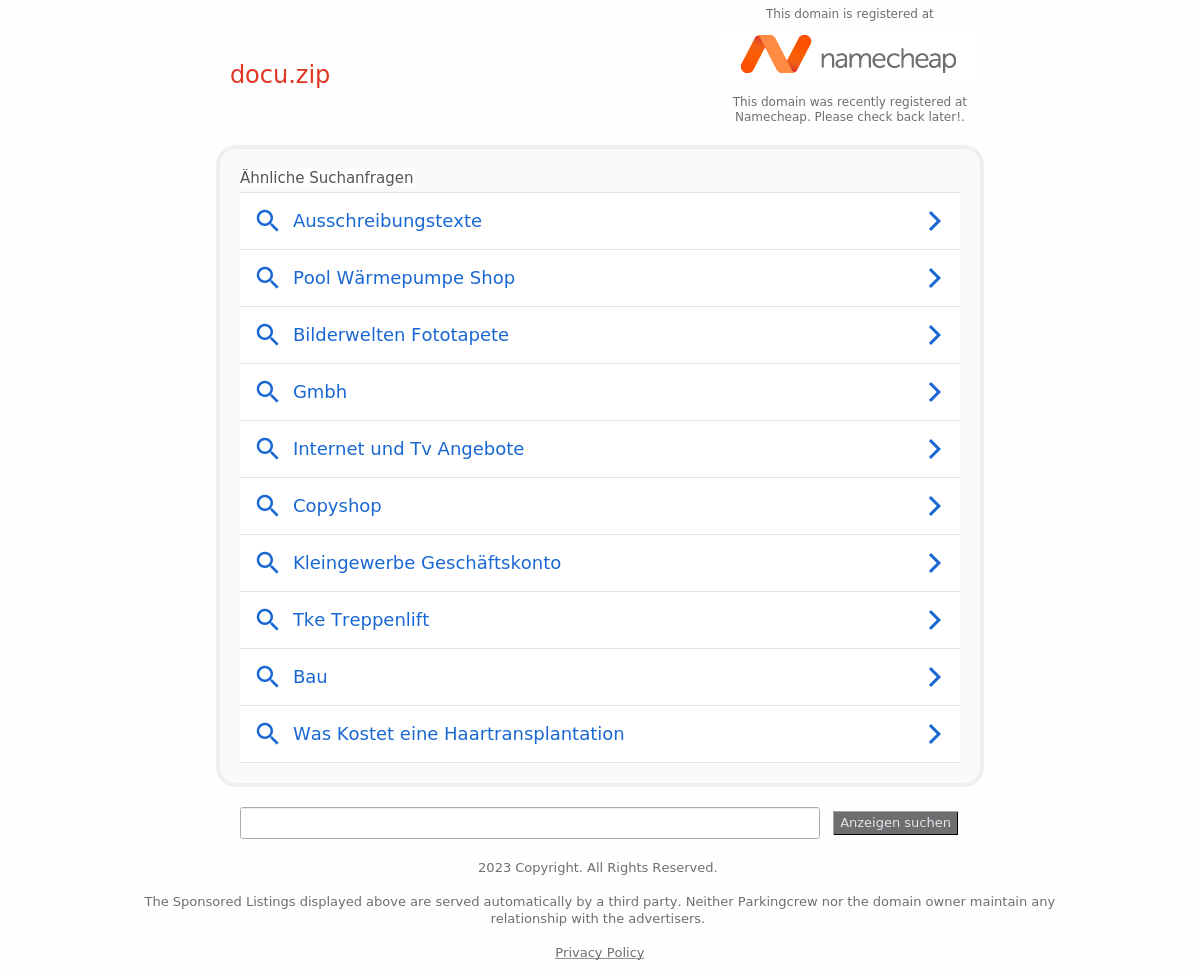 This domain is registered at
namecheap
docu.zip
This domain was recently registered at
Namecheap. Please check back later!.
Ähnliche Suchanfragen
Ausschreibungstexte
Pool Wärmepumpe Shop
Bilderwelten Fototapete
Gmbh
Internet und Tv Angebote
Copyshop
Kleingewerbe Geschäftskonto
Tke Treppenlift
Bau
Was Kostet eine Haartransplantation
Anzeigen suchen
2023 Copyright. All Rights Reserved.
The Sponsored Listings displayed above are served automatically by a third party. Neither Parkingcrew nor the domain owner maintain any
relationship with the advertisers.
Privacy Policy